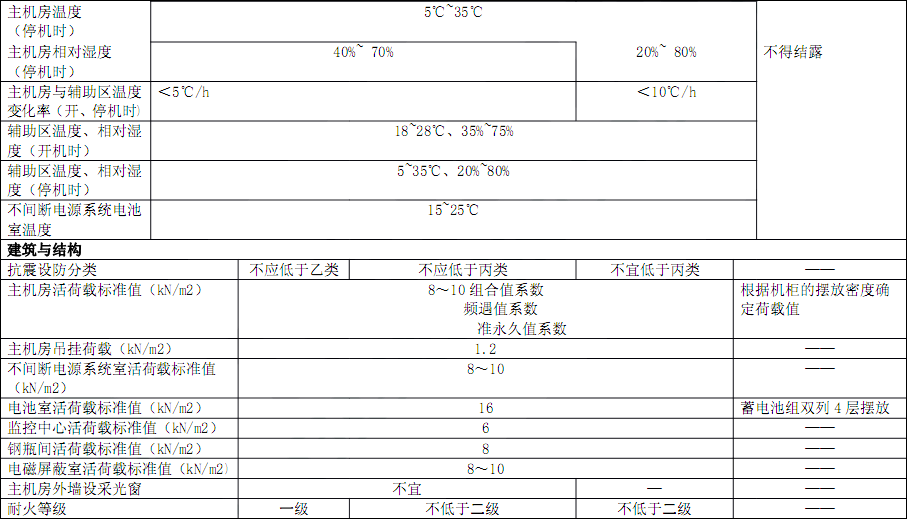 主机房温度
（停机时）
5℃~35℃
主机房相对湿度
（停机时）
40%~ 70%
20%~ 80%
不得结露
主机房与辅助区温度
变化率（开、停机时）
＜5℃/h
＜10℃/h
辅助区温度、相对湿
度（开机时）
18~28℃、35%~75%
辅助区温度、相对湿
度（停机时）
5~35℃、20%~80%
不间断电源系统电池
室温度
15~25℃
建筑与结构
抗震设防分类
不应低于乙类
不应低于丙类
不宜低于丙类
——
主机房活荷载标准值（kN/m2）
8～10 组合值系数
频遇值系数
准永久值系数
根据机柜的摆放密度确
定荷载值
主机房吊挂荷载（kN/m2）
1.2
——
不间断电源系统室活荷载标准值
（kN/m2）
8～10
——
电池室活荷载标准值（kN/m2）
16
蓄电池组双列 4 层摆放
监控中心活荷载标准值（kN/m2）
6
——
钢瓶间活荷载标准值（kN/m2）
8
——
电磁屏蔽室活荷载标准值（kN/m2）
8～10
——
主机房外墙设采光窗
不宜
—
——
耐火等级
一级
不低于二级
不低于二级
——